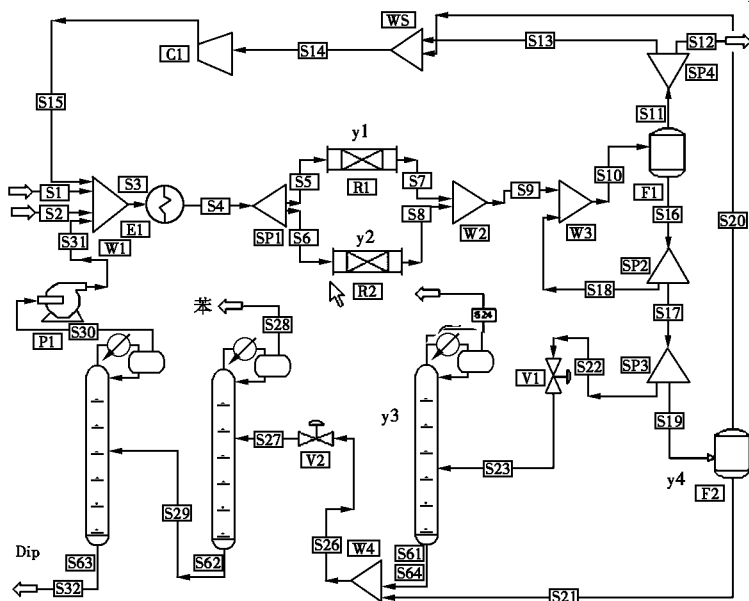 WS
S14
S13
S12
C1
SP4
S15
S11
y1
S3
S5
S7
S10
F1
S1
R1
S9
S20
S2
S4
S8
S16
S31
E1
SP1
S6
y2
W2
W3
W1
R2
SP2
S18
S17
S30
P1
苯
S28
S24
V1
S22
SP3
y3
S19
S27
V2
S23
y4
F2
S29
S26
W4
S61
Dip
S63
S62
S64
S32
S21